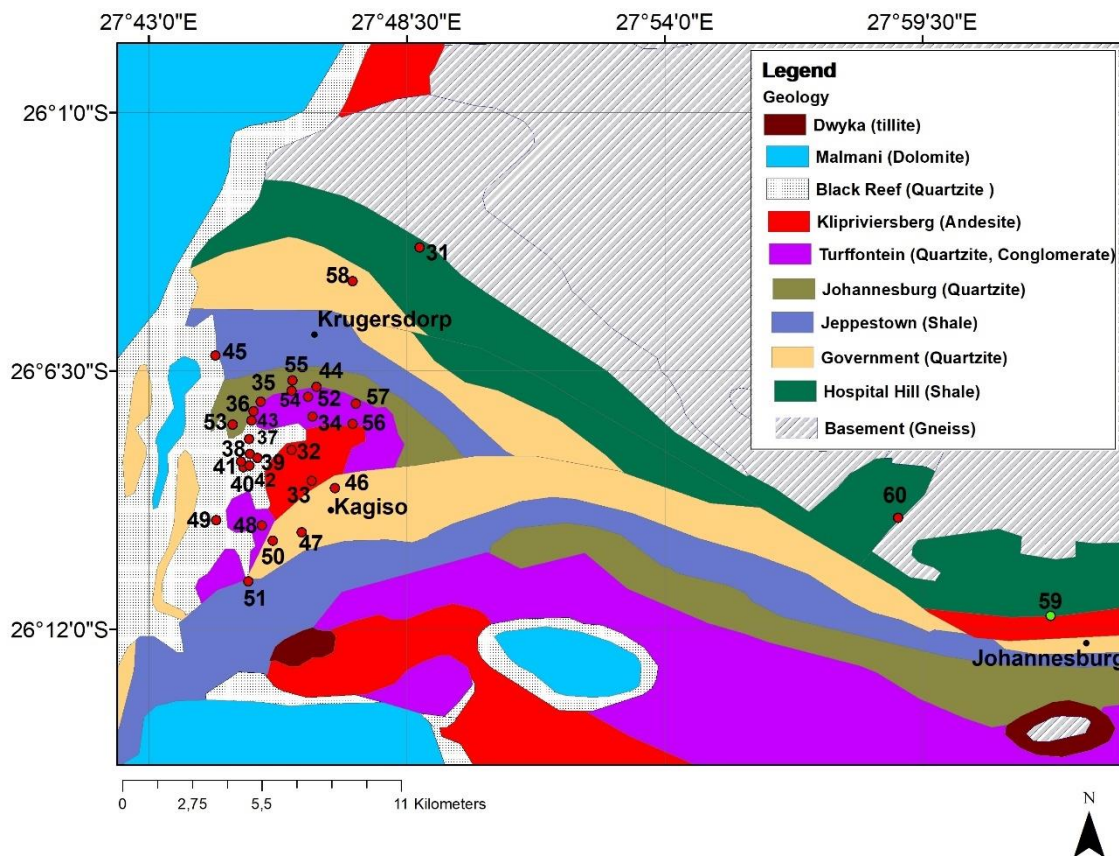 27°43'0"E 27°48'30"E 27°54'0"E 27°59'30"E
26°1'0"S
26°6'30"S
26°12'0"S
Legend
Geology
Dwyka (tillite)
Malmani (Dolomite)
Black Reef (Quartzite )
Klipriviersberg (Andesite)
Turffontein (Quartzite, Conglomerate)
Johannesburg (Quartzite)
Jeppestown (Shale)
Government (Quartzite)
Hospital Hill (Shale)
Basement (Gneiss)
31
58
Krugersdorp
45
55 44
35
54 52 57
36
53 43 34 56
37
38 32
41 39
40 42
33 46
Kagiso
49 48
50 47
51
60
59
Johannesburg
0 2,75 5,5 11 Kilometers
N